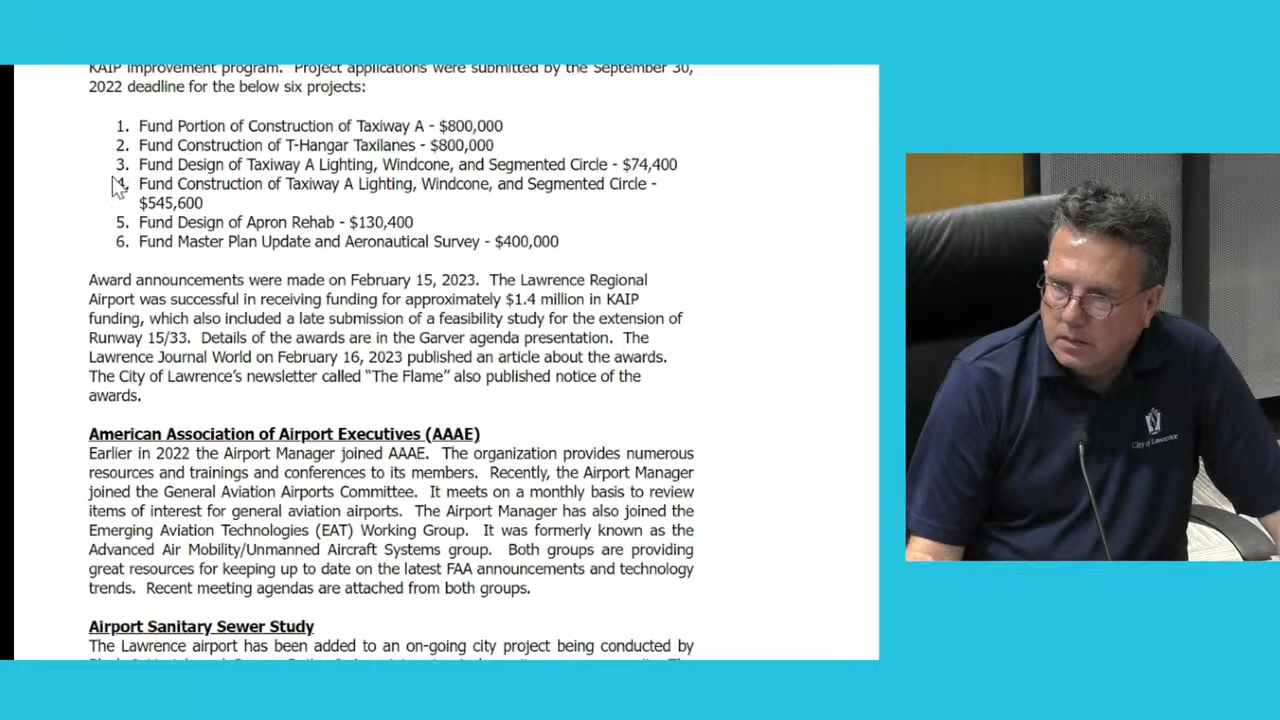 KAIP improvement program. Project applications were submitted by the September 30,
2022 deadline for the below six projects:
1. Fund Portion of Construction of Taxiway A - $800,000
2. Fund Construction of T-Hangar Taxilanes - $800,000
3. Fund Design of Taxiway A Lighting, Windcone, and Segmented Circle - $74,400
4. Fund Construction of Taxiway A Lighting, Windcone, and Segmented Circle -
$545,600
5. Fund Design of Apron Rehab - $130,400
6. Fund Master Plan Update and Aeronautical Survey - $400,000
Award announcements were made on February 15, 2023. The Lawrence Regional
Airport was successful in receiving funding for approximately $1.4 million in KAIP
funding, which also included a late submission of a feasibility study for the extension of
Runway 15/33. Details of the awards are in the Garver agenda presentation. The
Lawrence Journal World on February 16, 2023 published an article about the awards.
The City of Lawrence's newsletter called “The Flame” also published notice of the
awards.
American Association of Airport Executives (AAAE)
Earlier in 2022 the Airport Manager joined AAAE. The organization provides numerous
resources and trainings and conferences to its members. Recently, the Airport Manager
joined the General Aviation Airports Committee. It meets on a monthly basis to review
items of interest for general aviation airports. The Airport Manager has also joined the
Emerging Aviation Technologies (EAT) Working Group. It was formerly known as the
Advanced Air Mobility/Unmanned Aircraft Systems group. Both groups are providing
great resources for keeping up to date on the latest FAA announcements and technology
trends. Recent meeting agendas are attached from both groups.
Airport Sanitary Sewer Study
The Lawrence airport has been added to an on-going city project being conducted by
City of Lawrence